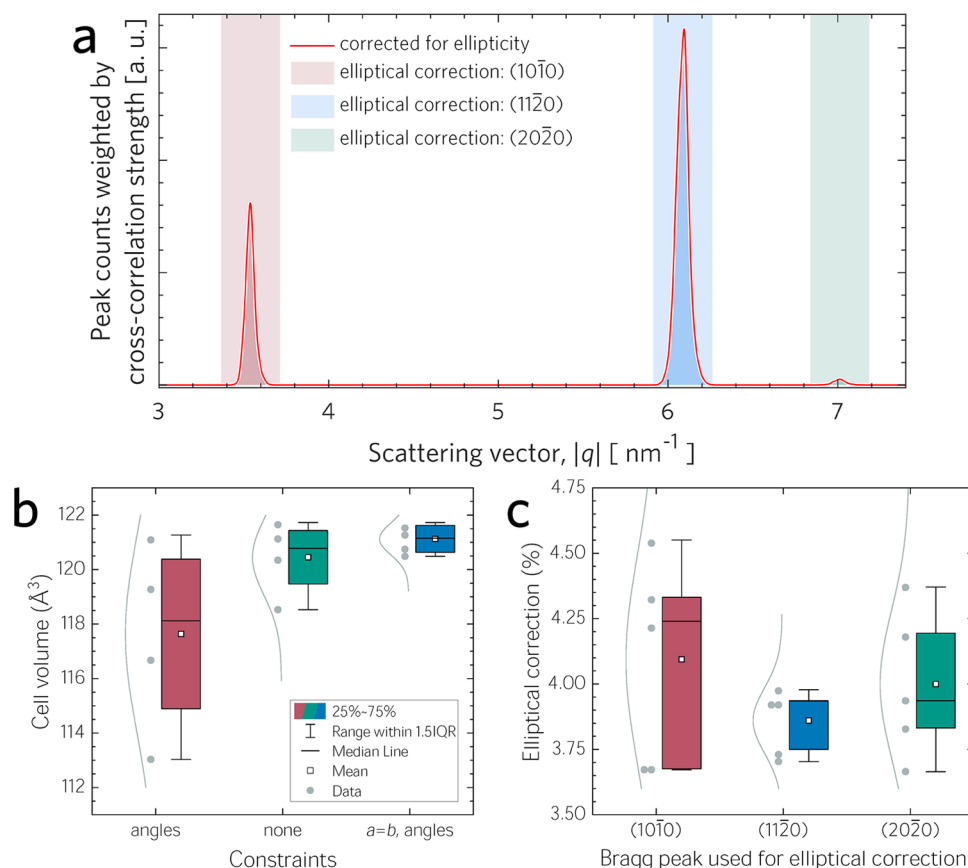 a
Peak counts weighted by
cross-correlation strength [a. u.]
corrected for ellipticity
elliptical correction: (101̅0)
elliptical correction: (112̅0)
elliptical correction: (202̅0)
3 4 5 6 7
Scattering vector, |q| [ nm⁻¹ ]
b
Cell volume (Å³)
122
120
118
116
114
112
25%~75%
Range within 1.5IQR
Median Line
Mean
Data
angles none a=b, angles
Constraints
c
Elliptical correction (%)
4.75
4.50
4.25
4.00
3.75
3.50
(101̅0) (112̅0) (202̅0)
Bragg peak used for elliptical correction